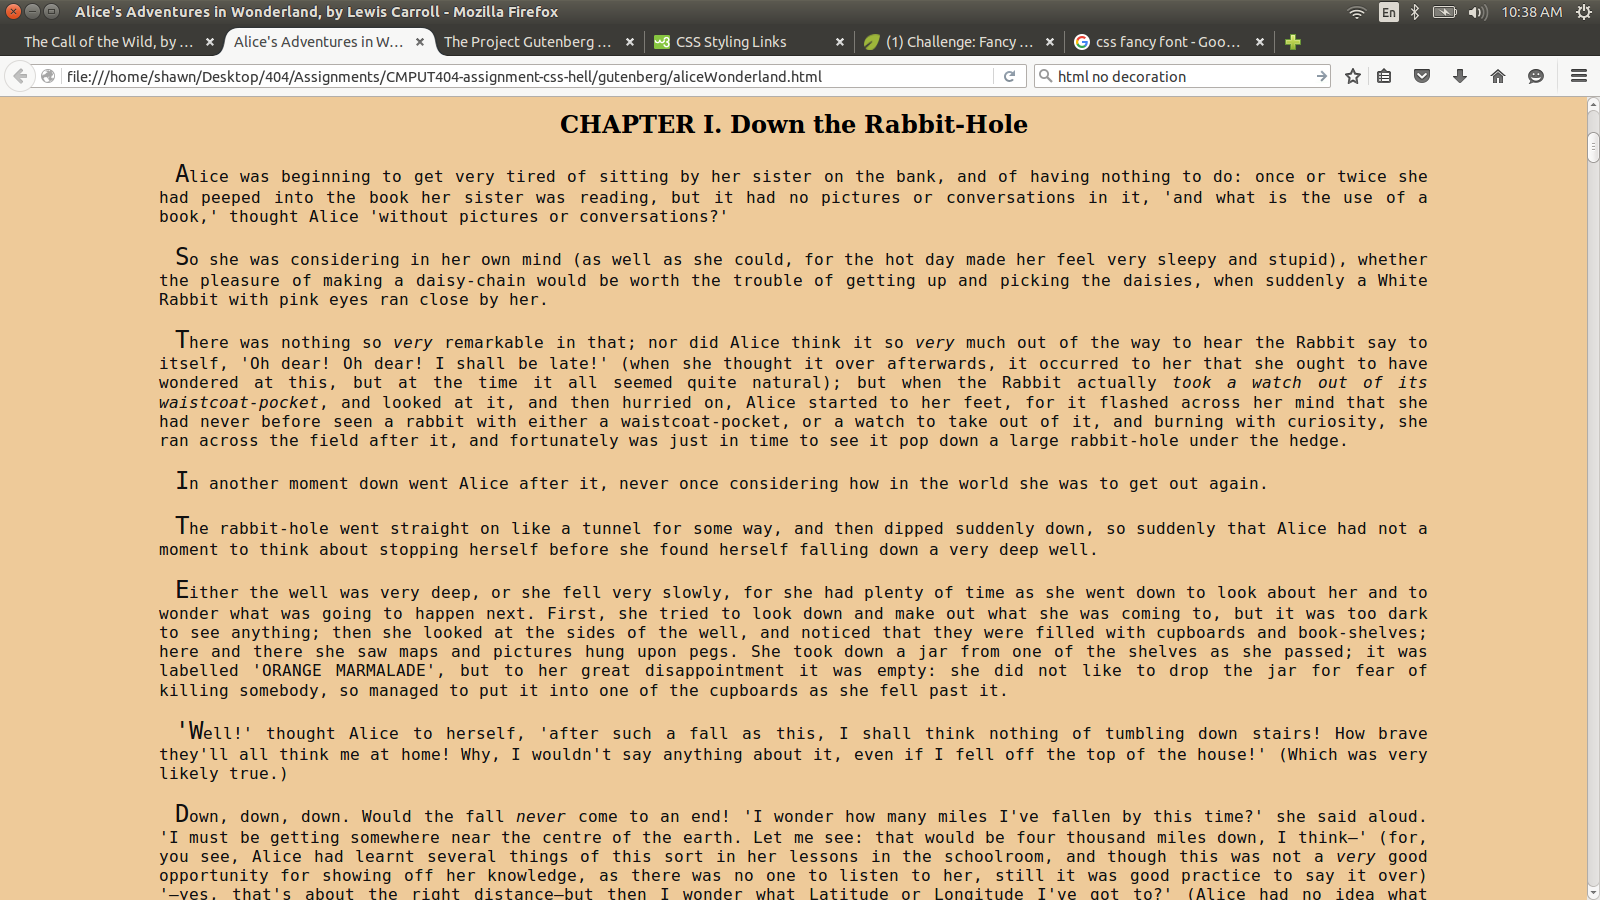 Alice's Adventures in Wonderland, by Lewis Carroll - Mozilla Firefox
En
10:38 AM
The Call of the Wild, by ...
Alice's Adventures in W...
The Project Gutenberg ...
W3 CSS Styling Links
(1) Challenge: Fancy ...
G css fancy font - Goo...
file:///home/shawn/Desktop/404/Assignments/CMPUT404-assignment-css-hell/gutenberg/aliceWonderland.html
html no decoration
CHAPTER I. Down the Rabbit-Hole
Alice was beginning to get very tired of sitting by her sister on the bank, and of having nothing to do: once or twice she
had peeped into the book her sister was reading, but it had no pictures or conversations in it, 'and what is the use of a
book,' thought Alice 'without pictures or conversations?'
So she was considering in her own mind (as well as she could, for the hot day made her feel very sleepy and stupid), whether
the pleasure of making a daisy-chain would be worth the trouble of getting up and picking the daisies, when suddenly a White
Rabbit with pink eyes ran close by her.
There was nothing so very remarkable in that; nor did Alice think it so very much out of the way to hear the Rabbit say to
itself, 'Oh dear! Oh dear! I shall be late!' (when she thought it over afterwards, it occurred to her that she ought to have
wondered at this, but at the time it all seemed quite natural); but when the Rabbit actually took a watch out of its
waistcoat-pocket, and looked at it, and then hurried on, Alice started to her feet, for it flashed across her mind that she
had never before seen a rabbit with either a waistcoat-pocket, or a watch to take out of it, and burning with curiosity, she
ran across the field after it, and fortunately was just in time to see it pop down a large rabbit-hole under the hedge.
In another moment down went Alice after it, never once considering how in the world she was to get out again.
The rabbit-hole went straight on like a tunnel for some way, and then dipped suddenly down, so suddenly that Alice had not a
moment to think about stopping herself before she found herself falling down a very deep well.
Either the well was very deep, or she fell very slowly, for she had plenty of time as she went down to look about her and to
wonder what was going to happen next. First, she tried to look down and make out what she was coming to, but it was too dark
to see anything; then she looked at the sides of the well, and noticed that they were filled with cupboards and book-shelves;
here and there she saw maps and pictures hung upon pegs. She took down a jar from one of the shelves as she passed; it was
labelled 'ORANGE MARMALADE', but to her great disappointment it was empty: she did not like to drop the jar for fear of
killing somebody, so managed to put it into one of the cupboards as she fell past it.
'Well!' thought Alice to herself, 'after such a fall as this, I shall think nothing of tumbling down stairs! How brave
they'll all think me at home! Why, I wouldn't say anything about it, even if I fell off the top of the house!' (Which was very
likely true.)
Down, down, down. Would the fall never come to an end! 'I wonder how many miles I've fallen by this time?' she said aloud.
'I must be getting somewhere near the centre of the earth. Let me see: that would be four thousand miles down, I think—' (for,
you see, Alice had learnt several things of this sort in her lessons in the schoolroom, and though this was not a very good
opportunity for showing off her knowledge, as there was no one to listen to her, still it was good practice to say it over)
'—yes, that's about the right distance—but then I wonder what Latitude or Longitude I've got to?' (Alice had no idea what